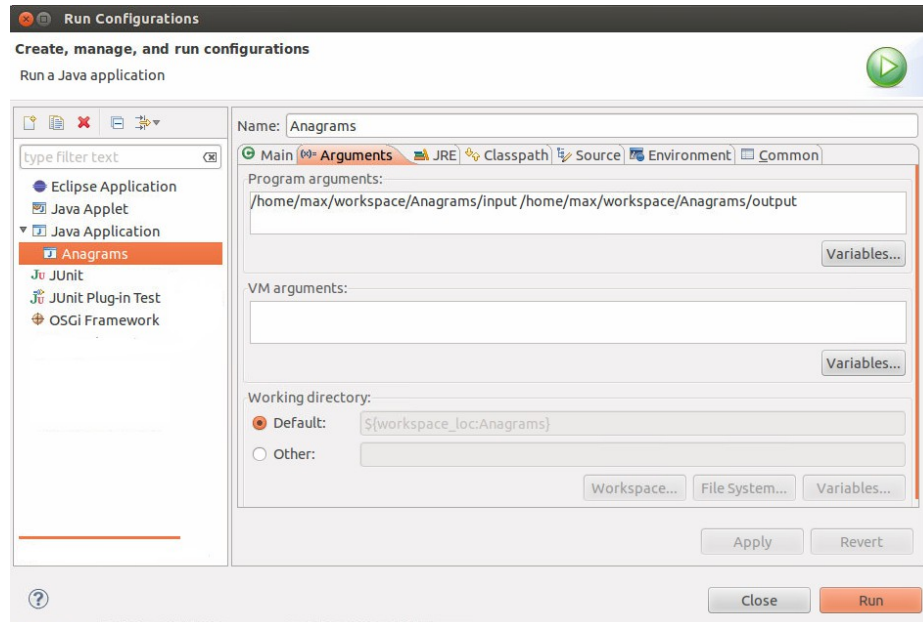 Run Configurations
Create, manage, and run configurations
Run a Java application
type filter text
Eclipse Application
Java Applet
Java Application
Anagrams
JUnit
JUnit Plug-in Test
OSGi Framework
Name: Anagrams
Main (x)= Arguments JRE Classpath Source Environment Common
Program arguments:
/home/max/workspace/Anagrams/input /home/max/workspace/Anagrams/output
Variables...
VM arguments:
Variables...
Working directory:
Default: ${workspace_loc:Anagrams}
Other:
Workspace... File System... Variables...
Apply Revert
Close Run